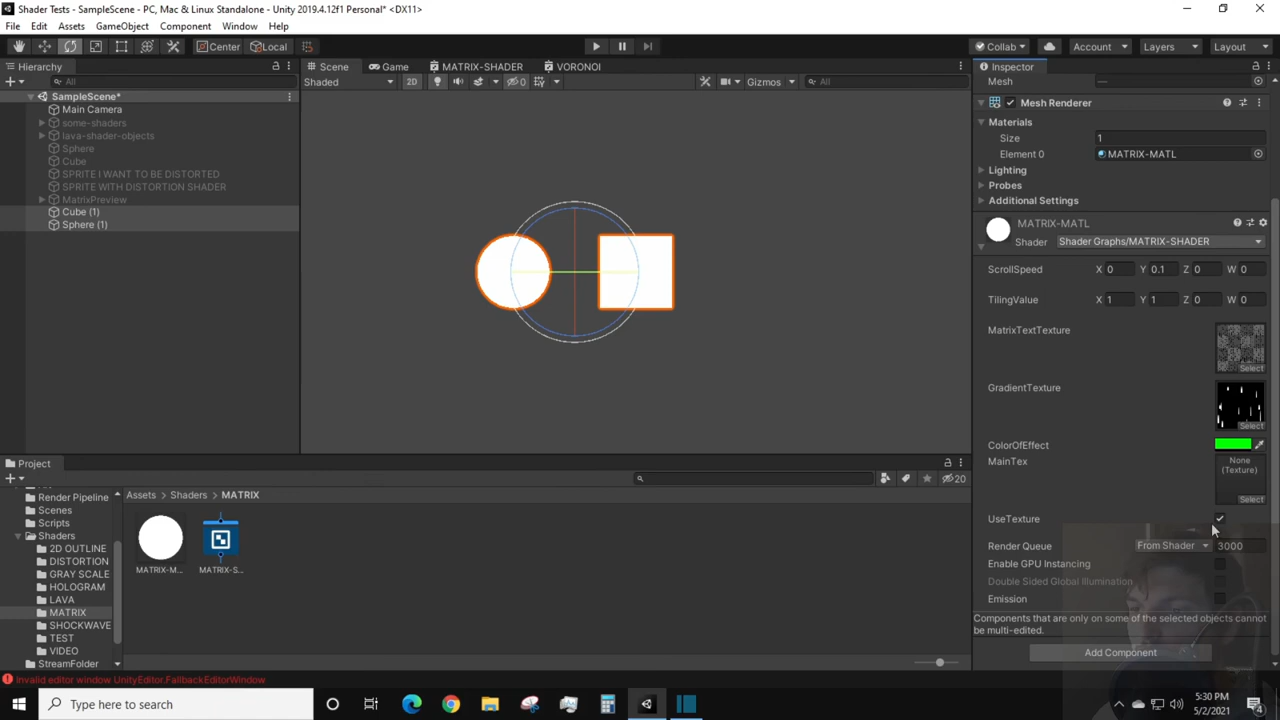 Shader Tests - SampleScene - PC, Mac & Linux Standalone - Unity 2019.4.12f1 Personal* <DX11>
File Edit Assets GameObject Component Window Help
Center Local Collab Account Layers Layout
Hierarchy
All
SampleScene*
Main Camera
some-shaders
lava-shader-objects
Sphere
Cube
SPRITE I WANT TO BE DISTORTED
SPRITE WITH DISTORTION SHADER
MatrixPreview
Cube (1)
Sphere (1)
Scene Game MATRIX-SHADER VORONOI
Shaded 2D 0 Gizmos All
Inspector
Mesh
Mesh Renderer
Materials
Size 1
Element 0 MATRIX-MATL
Lighting
Probes
Additional Settings
MATRIX-MATL
Shader Shader Graphs/MATRIX-SHADER
ScrollSpeed X 0 Y 0.1 Z 0 W 0
TilingValue X 1 Y 1 Z 0 W 0
MatrixTextTexture
Select
GradientTexture
Select
ColorOfEffect
MainTex None
(Texture)
Select
UseTexture
Render Queue From Shader 3000
Enable GPU Instancing
Double Sided Global Illumination
Emission
Components that are only on some of the selected objects cannot
be multi-edited.
Add Component
Project
20
Render Pipeline
Scenes
Scripts
Shaders
2D OUTLINE
DISTORTION
GRAY SCALE
HOLOGRAM
LAVA
MATRIX
SHOCKWAVE
TEST
VIDEO
StreamFolder
Assets > Shaders > MATRIX
MATRIX-M... MATRIX-S...
Invalid editor window UnityEditor.FallbackEditorWindow
Type here to search
5:30 PM
5/2/2021
4